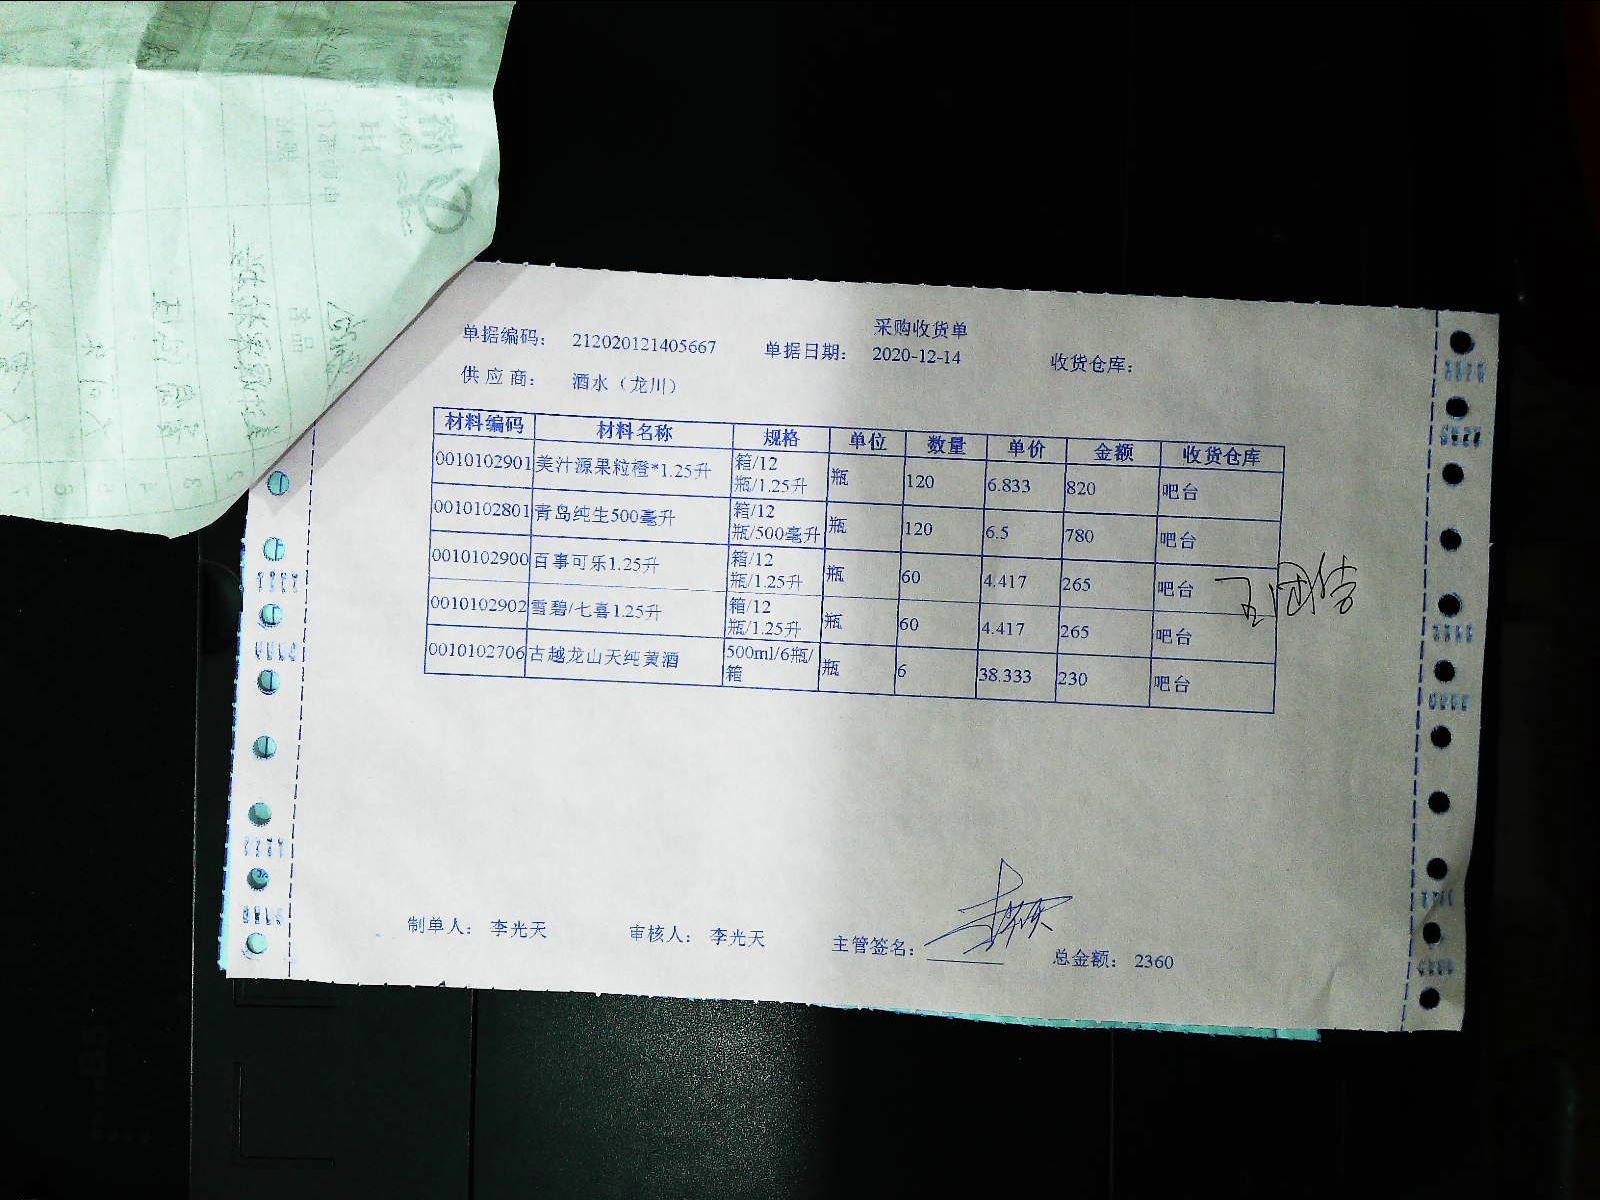 采购收货单
单据编码： 212020121405667 单据日期： 2020-12-14 收货仓库：
供 应 商： 酒水（龙川）
材料编码 材料名称 规格 单位 数量 单价 金额 收货仓库
0010102901 美汁源果粒橙*1.25升 箱/12瓶/1.25升 瓶 120 6.833 820 吧台
0010102801 青岛纯生500毫升 箱/12瓶/500毫升 瓶 120 6.5 780 吧台
0010102900 百事可乐1.25升 箱/12瓶/1.25升 瓶 60 4.417 265 吧台
0010102902 雪碧/七喜1.25升 箱/12瓶/1.25升 瓶 60 4.417 265 吧台
0010102706 古越龙山天纯黄酒 500ml/6瓶/箱 瓶 6 38.333 230 吧台
制单人： 李光天 审核人： 李光天 主管签名： 总金额： 2360